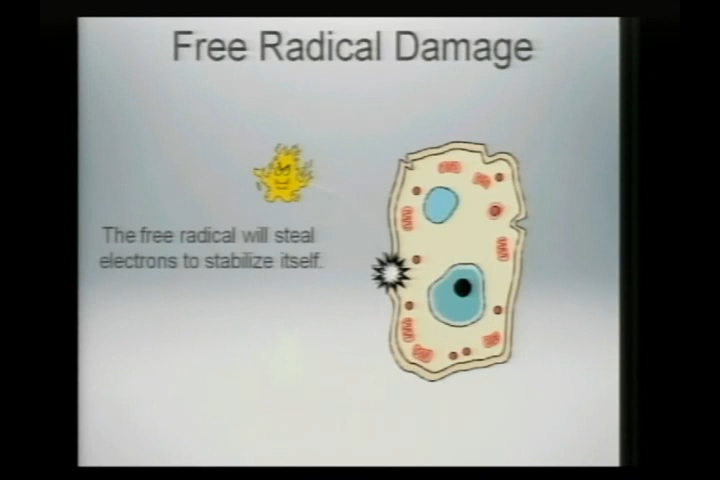 Free Radical Damage
The free radical will steal
electrons to stabilize itself.